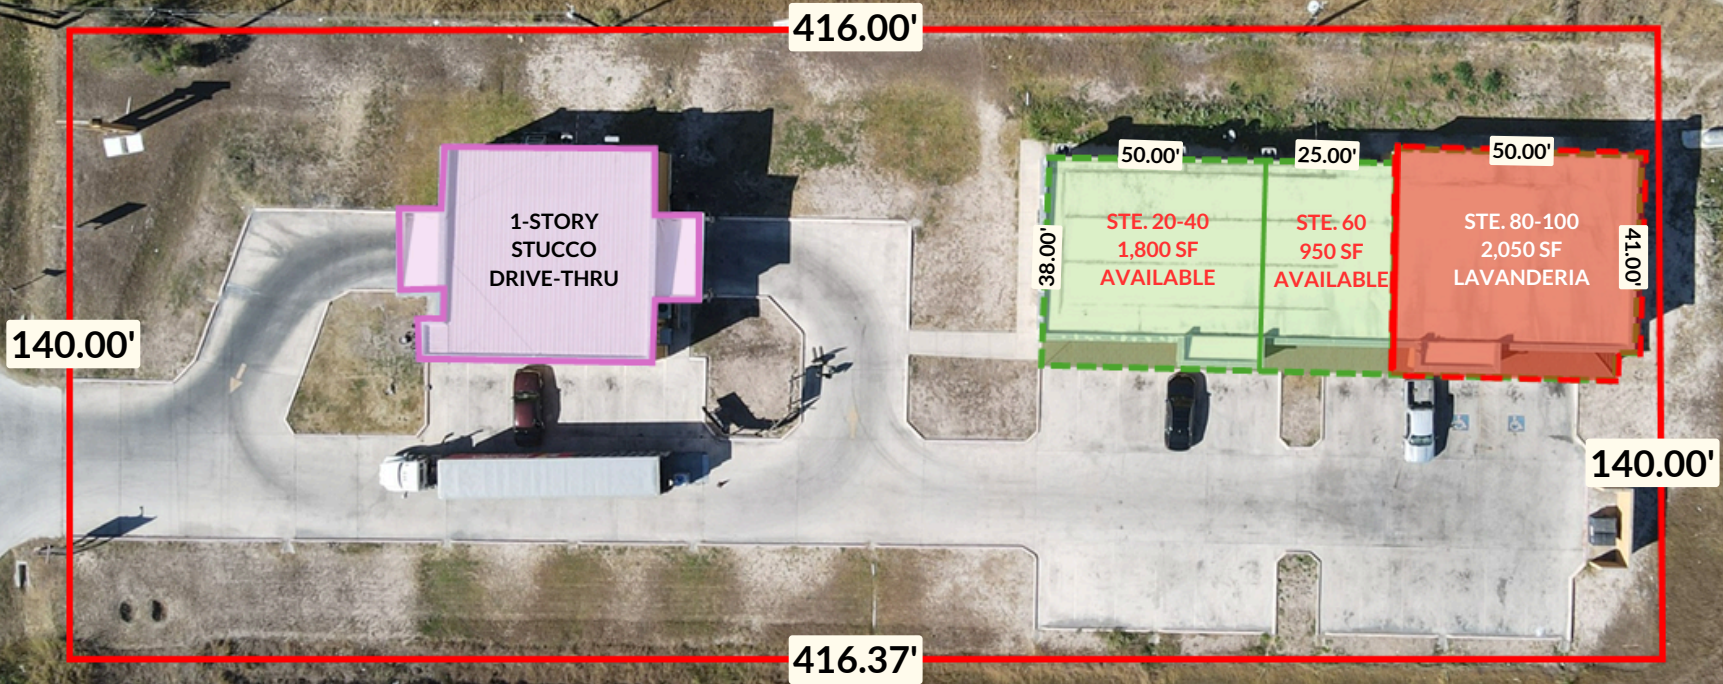 416.00'
50.00'
25.00'
50.00'
1-STORY
STUCCO
DRIVE-THRU
38.00'
STE. 20-40
1,800 SF
AVAILABLE
STE. 60
950 SF
AVAILABLE
STE. 80-100
2,050 SF
LAVANDERIA
41.00'
140.00'
140.00'
416.37'